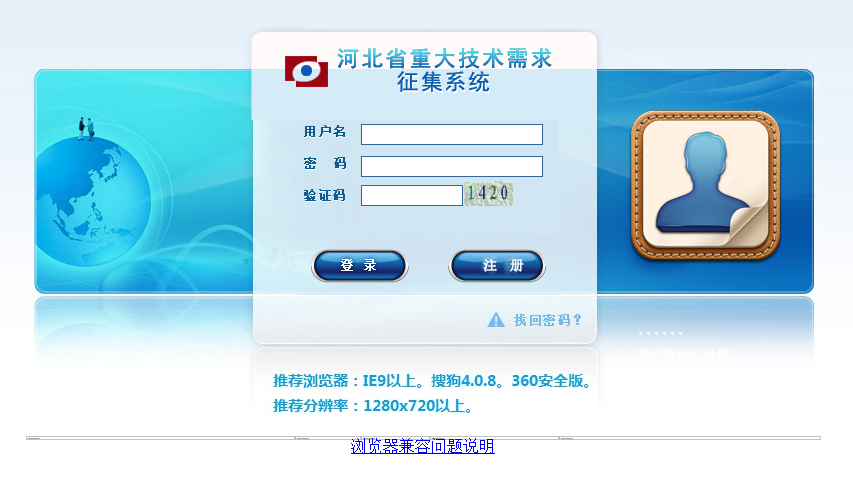 河北省重大技术需求
征集系统
用户名
密 码
验证码 1420
登 录 注 册
找回密码？
推荐浏览器：IE9以上。搜狗4.0.8。360安全版。
推荐分辨率：1280x720以上。
浏览器兼容问题说明